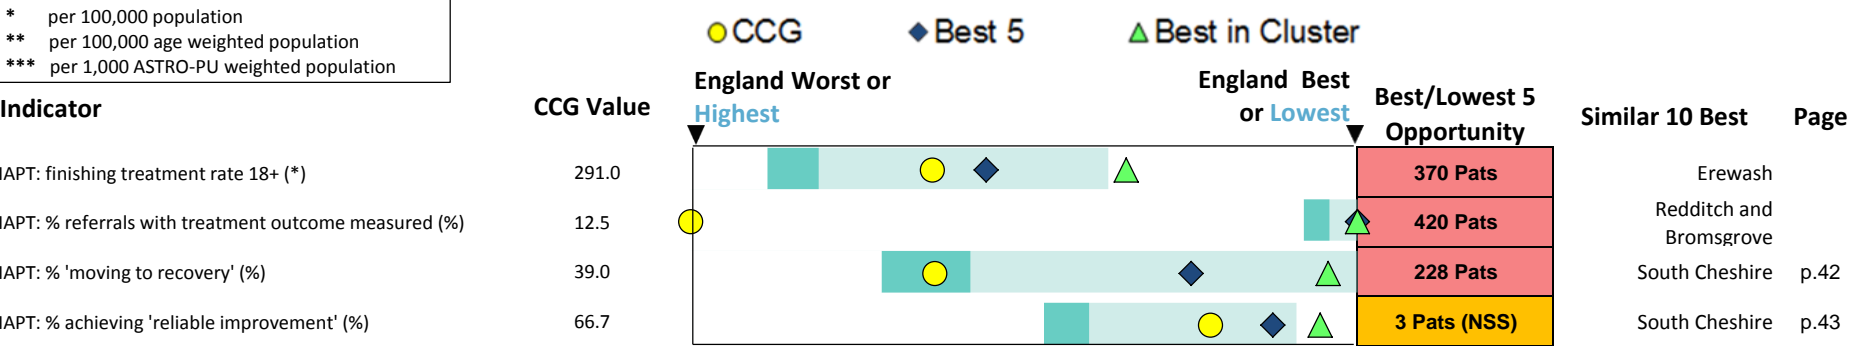 * per 100,000 population
** per 100,000 age weighted population
*** per 1,000 ASTRO-PU weighted population
CCG Best 5 Best in Cluster
Indicator CCG Value England Worst or Highest England Best or Lowest Best/Lowest 5 Opportunity Similar 10 Best Page
IAPT: finishing treatment rate 18+ (*) 291.0 370 Pats Erewash
IAPT: % referrals with treatment outcome measured (%) 12.5 420 Pats Redditch and Bromsgrove
IAPT: % 'moving to recovery' (%) 39.0 228 Pats South Cheshire p.42
IAPT: % achieving 'reliable improvement' (%) 66.7 3 Pats (NSS) South Cheshire p.43